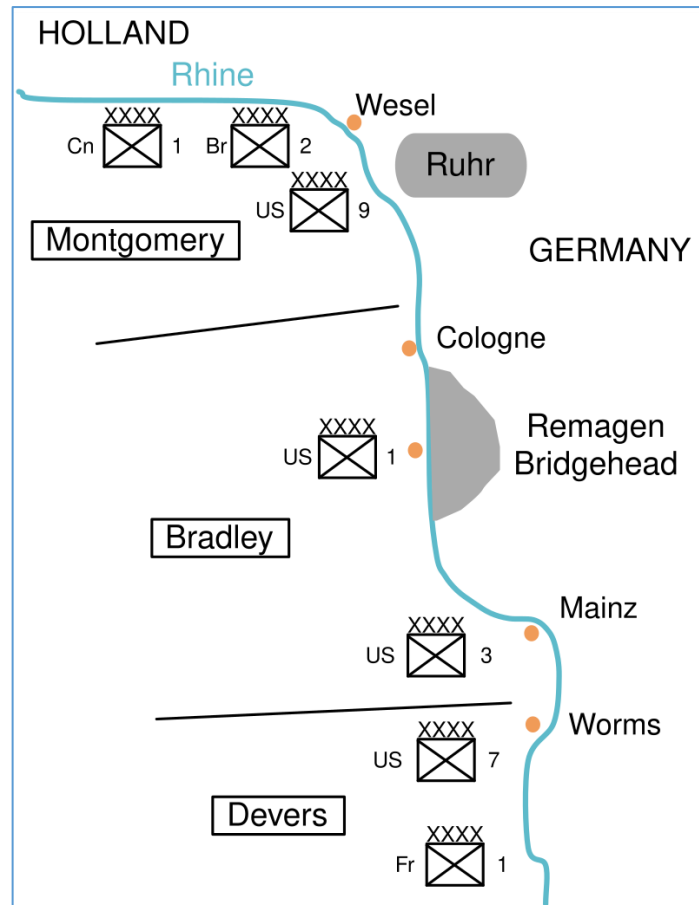 HOLLAND
Rhine
Wesel
XXXX
Cn 1
XXXX
Br 2
Ruhr
XXXX
US 9
Montgomery
GERMANY
Cologne
XXXX
US 1
Remagen
Bridgehead
Bradley
Mainz
XXXX
US 3
Worms
XXXX
US 7
Devers
XXXX
Fr 1